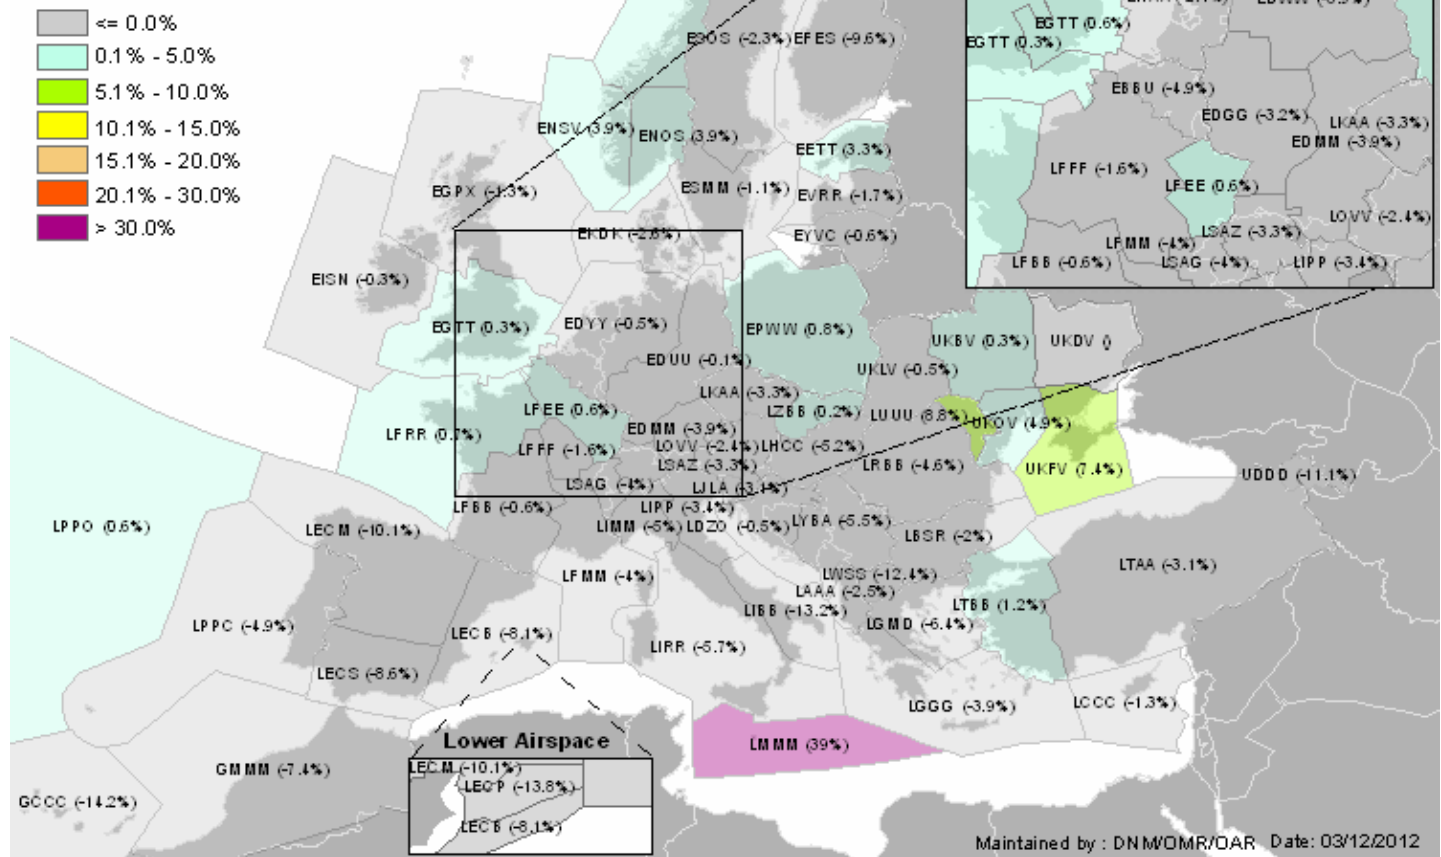 <= 0.0%
0.1% - 5.0%
5.1% - 10.0%
10.1% - 15.0%
15.1% - 20.0%
20.1% - 30.0%
> 30.0%
ESOS (-2.3%)
EFES (-9.6%)
ENSV (3.9%)
ENOS (3.9%)
EETT (3.3%)
EGPX (-1.3%)
ESMM (-1.1%)
EVRR (-1.7%)
EKDK (-2.6%)
EYVC (-0.6%)
EISN (-0.3%)
EGTT (0.3%)
EDYY (-0.5%)
EPWW (0.8%)
UKBV (0.3%)
UKDV ()
EDUU (-0.1%)
UKLV (-0.5%)
LKAA (-3.3%)
LFEE (0.6%)
LZBB (0.2%)
LUUU (8.8%)
UKOV (4.9%)
LFRR (0.7%)
EDMM (-3.9%)
LFFF (-1.6%)
LOVV (-2.4%)
LHCC (-5.2%)
LSAZ (-3.3%)
LRBB (-4.6%)
UKFV (7.4%)
UDDD (-11.1%)
LSAG (-4%)
LJLA (-3.1%)
LFBB (-0.6%)
LIPP (-3.4%)
LPPO (0.6%)
LECM (-10.1%)
LIMM (-5%)
LDZO (-0.5%)
LYBA (-5.5%)
LBSR (-2%)
LTAA (-3.1%)
LFMM (-4%)
LWSS (-12.4%)
LAAA (-2.5%)
LIBB (-13.2%)
LTBB (1.2%)
LPPC (-4.9%)
LECB (-8.1%)
LGMD (-6.4%)
LIRR (-5.7%)
LECS (-8.6%)
LGGG (-3.9%)
LCCC (-1.3%)
LMMM (39%)
GMMM (-7.4%)
GCCC (-14.2%)
Lower Airspace
LECM (-10.1%)
LECP (-13.8%)
LECB (-8.1%)
EGTT (0.6%)
EGTT (0.3%)
EBBU (-4.9%)
EDGG (-3.2%)
LKAA (-3.3%)
EDMM (-3.9%)
LFFF (-1.6%)
LFEE (0.6%)
LOVV (-2.4%)
LSAZ (-3.3%)
LFMM (-4%)
LFBB (-0.6%)
LSAG (-4%)
LIPP (-3.4%)
Maintained by : DNM/OMR/OAR Date: 03/12/2012